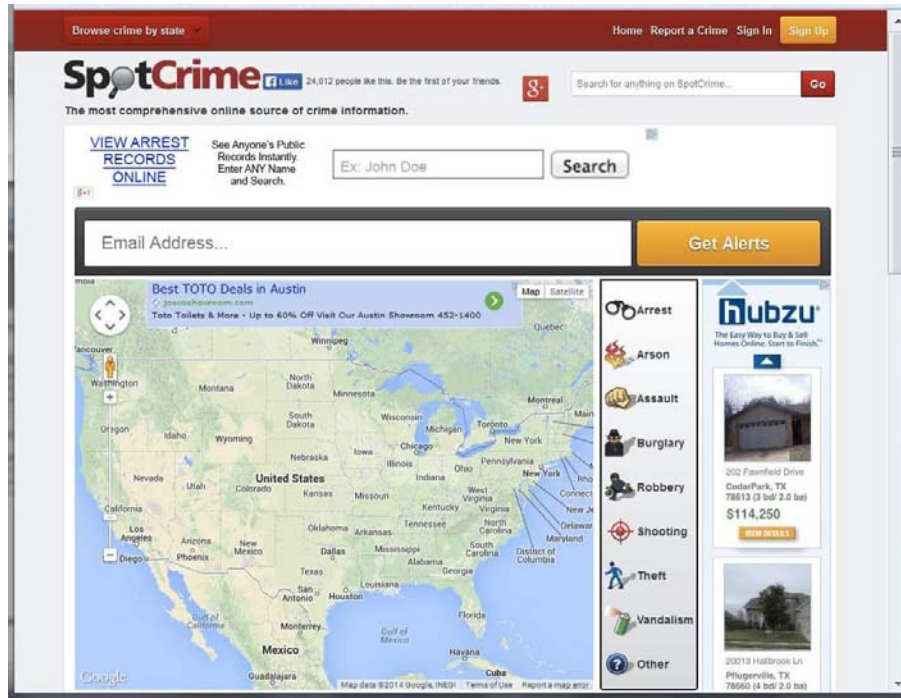 Browse crime by state
Home Report a Crime Sign In Sign Up
SpotCrime
Like 24,012 people like this. Be the first of your friends.
Search for anything on SpotCrime...
Go
The most comprehensive online source of crime information.
VIEW ARREST
RECORDS
ONLINE
See Anyone's Public
Records Instantly.
Enter ANY Name
and Search.
Ex: John Doe
Search
Email Address...
Get Alerts
Best TOTO Deals in Austin
Toto Toilets & More - Up to 60% Off Visit Our Austin Showroom 452-1400
Map Satellite
Quebec
Winnipeg
Vancouver
Washington
Montana
North
Dakota
Minnesota
Montreal
Main
Oregon
Idaho
Wyoming
South
Dakota
Wisconsin
Michigan
Toronto
New York
Nebraska
Iowa
Chicago
Illinois
Indiana
Ohio
Pennsylvania
New York
Rho
Connect
Nevada
Utah
United States
Colorado
Kansas
Missouri
West
Virginia
Kentucky
Virginia
New Je
Delawar
Maryland
California
Los
Angeles
Arizona
Phoenix
New
Mexico
Oklahoma
Arkansas
Tennessee
North
Carolina
South
Carolina
District of
Columbia
Diego
Dallas
Mississippi
Alabama
Georgia
Texas
San
Antonio
Houston
Louisiana
Florida
Gulf of
California
Monterrey
Gulf of
Mexico
Mexico
Havana
Cuba
Guadalajara
Google
Map data ©2014 Google, INEGI
Terms of Use
Report a map error
Arrest
Arson
Assault
Burglary
Robbery
Shooting
Theft
Vandalism
Other
hubzu
The Easy Way to Buy & Sell
Homes Online. Start to Finish.™
202 Fawnfield Drive
CedarPark, TX
78613 (3 bd/ 2.0 ba)
$114,250
VIEW DETAILS
20013 Hallbrook Ln
Pflugerville, TX
78660 (4 bd/ 2.0 ba)